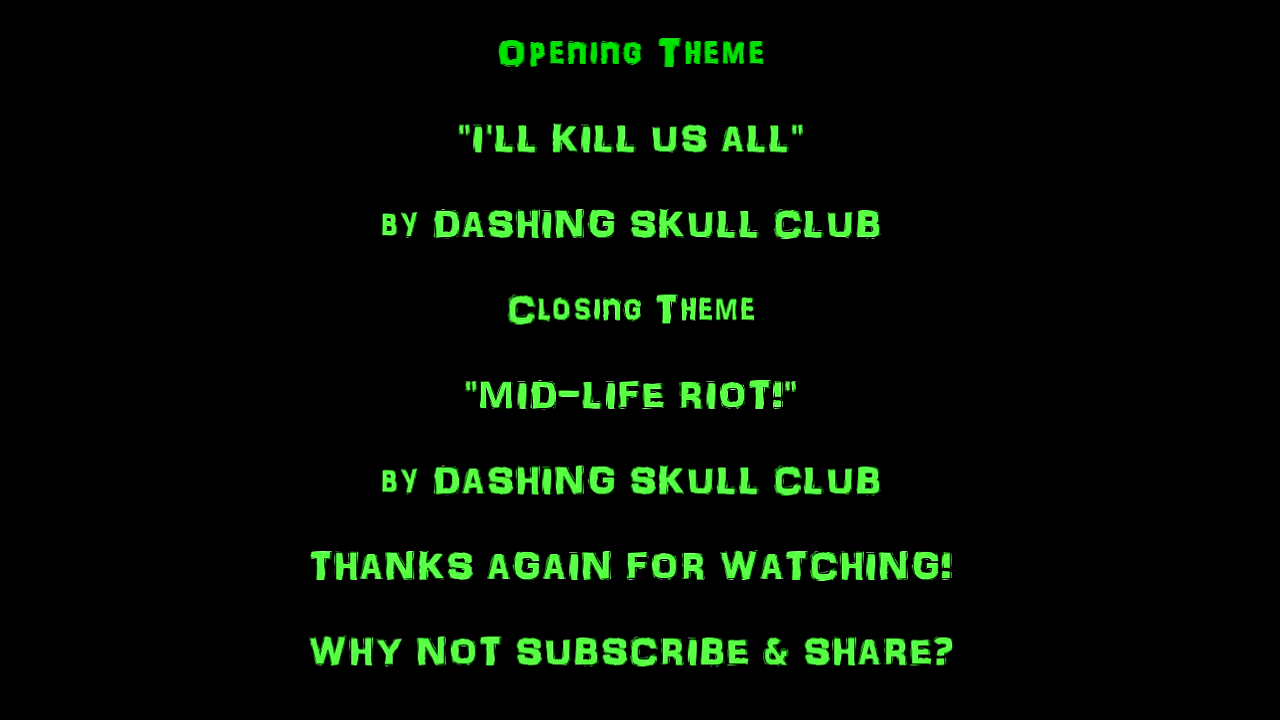 Opening Theme
"I'LL KILL US ALL"
BY DASHING SKULL CLUB
Closing Theme
"MID-LIFE RIOT!"
BY DASHING SKULL CLUB
THANKS AGAIN FOR WATCHING!
WHY NOT SUBSCRIBE & SHARE?